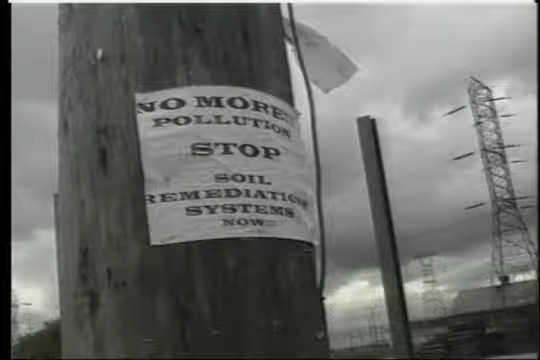 NO MORE
POLLUTION
STOP
SOIL
REMEDIATION
SYSTEMS
NOW